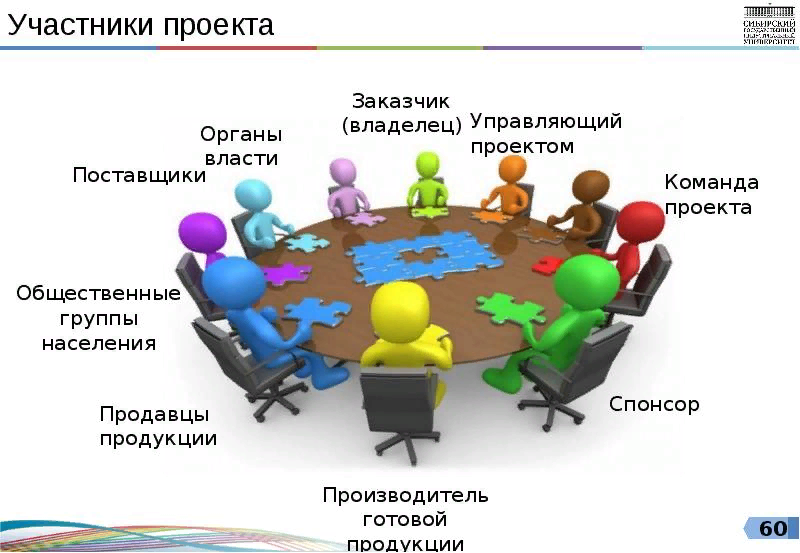 Участники проекта
СИБИРСКИЙ
Заказчик
(владелец)
Управляющий
проектом
Органы
власти
Поставщики
Команда
проекта
Общественные
группы
населения
Продавцы
продукции
Спонсор
Производитель
готовой
продукции
60